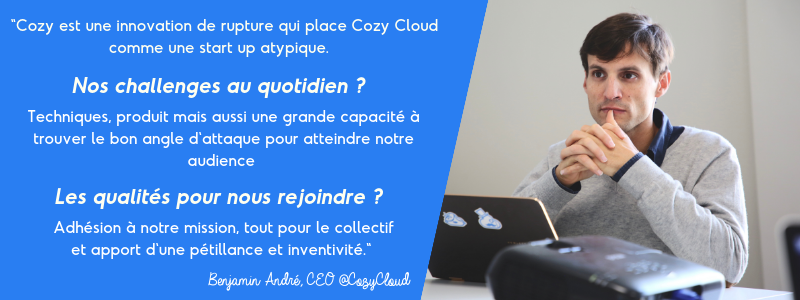 "Cozy est une innovation de rupture qui place Cozy Cloud
comme une start up atypique.
Nos challenges au quotidien ?
Techniques, produit mais aussi une grande capacité à
trouver le bon angle d'attaque pour atteindre notre
audience
Les qualités pour nous rejoindre ?
Adhésion à notre mission, tout pour le collectif
et apport d'une pétillance et inventivité."
Benjamin André, CEO @CozyCloud